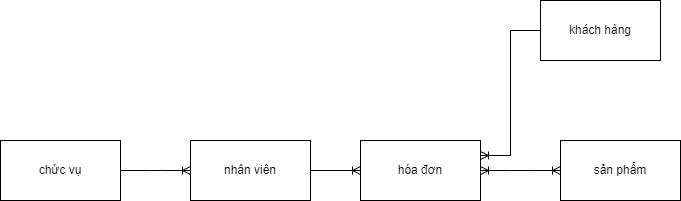 khách hàng
chức vụ
nhân viên
hóa đơn
sản phẩm